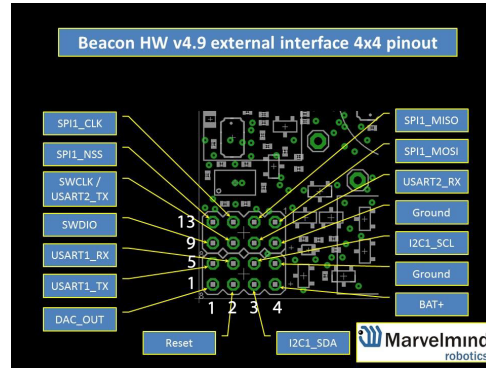 Beacon HW v4.9 external interface 4x4 pinout
SPI1_CLK
SPI1_NSS
SWCLK /
USART2_TX
SWDIO
USART1_RX
USART1_TX
DAC_OUT
SPI1_MISO
SPI1_MOSI
USART2_RX
Ground
I2C1_SCL
Ground
BAT+
13
9
5
1
1 2 3 4
Reset
I2C1_SDA
Marvelmind
robotics